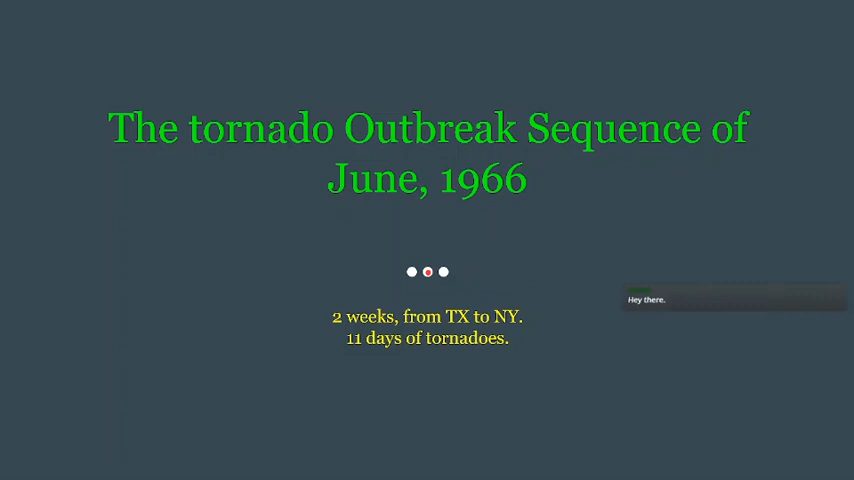 The tornado Outbreak Sequence of
June, 1966
2 weeks, from TX to NY.
11 days of tornadoes.
Hey there.